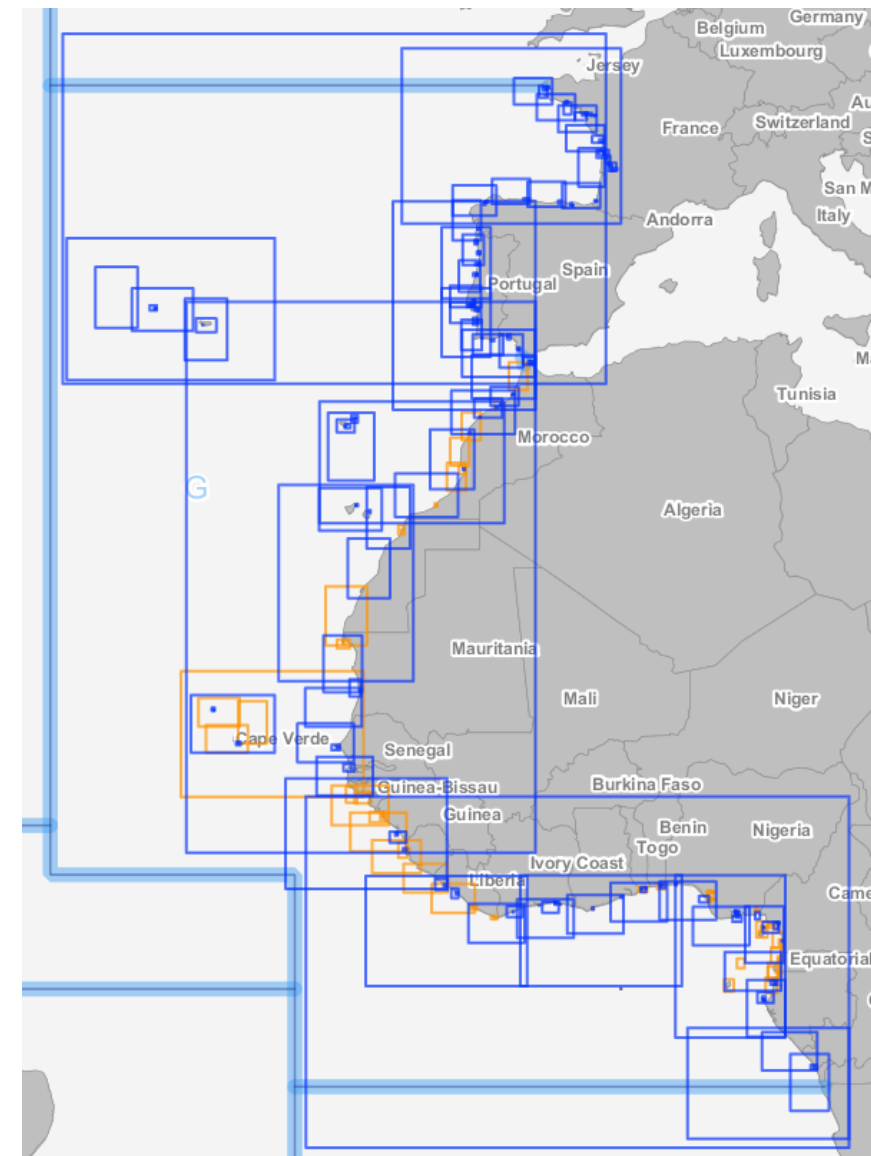 Germany
Belgium
Luxembourg
Jersey
Au
France
Switzerland
S
San M
Andorra
Italy
Spain
Portugal
Ma
Tunisia
Morocco
G
Algeria
Mauritania
Mali
Niger
Cape Verde
Senegal
Burkina Faso
Guinea-Bissau
Guinea
Benin
Nigeria
Togo
Ivory Coast
Liberia
Came
Equatorial